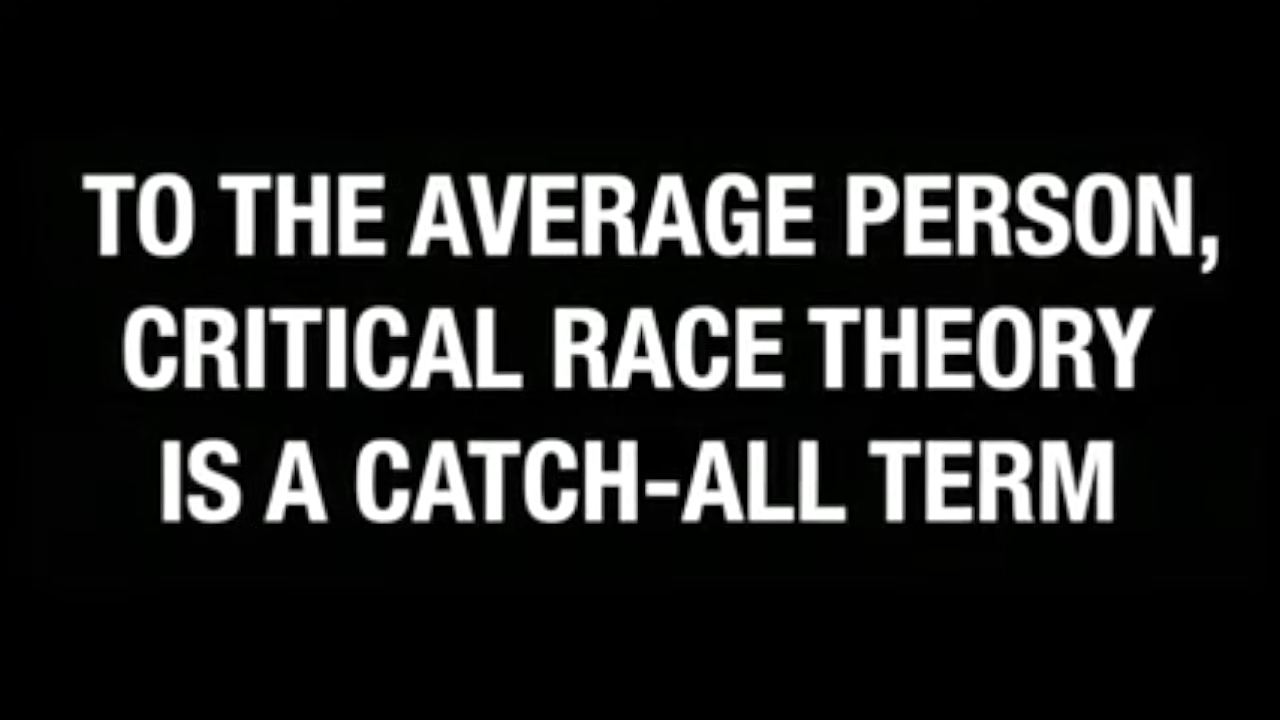 TO THE AVERAGE PERSON,
CRITICAL RACE THEORY
IS A CATCH-ALL TERM